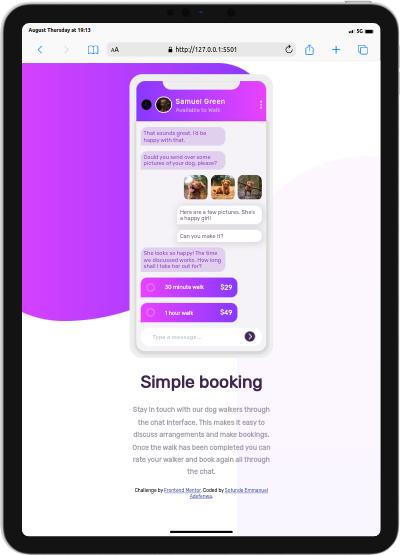 August Thursday at 19:13
5G
AA
http://127.0.0.1:5501
Samuel Green
Available to Walk
That sounds great. I'd be
happy with that.
Could you send over some
pictures of your dog, please?
Here are a few pictures. She's
a happy girl!
Can you make it?
She looks so happy! The time
we discussed works. How long
shall I take her out for?
30 minute walk $29
1 hour walk $49
Type a message...
Simple booking
Stay in touch with our dog walkers through
the chat interface. This makes it easy to
discuss arrangements and make bookings.
Once the walk has been completed you can
rate your walker and book again all through
the chat.
Challenge by Frontend Mentor. Coded by Sotunde Emmanuel
Adefenwa.